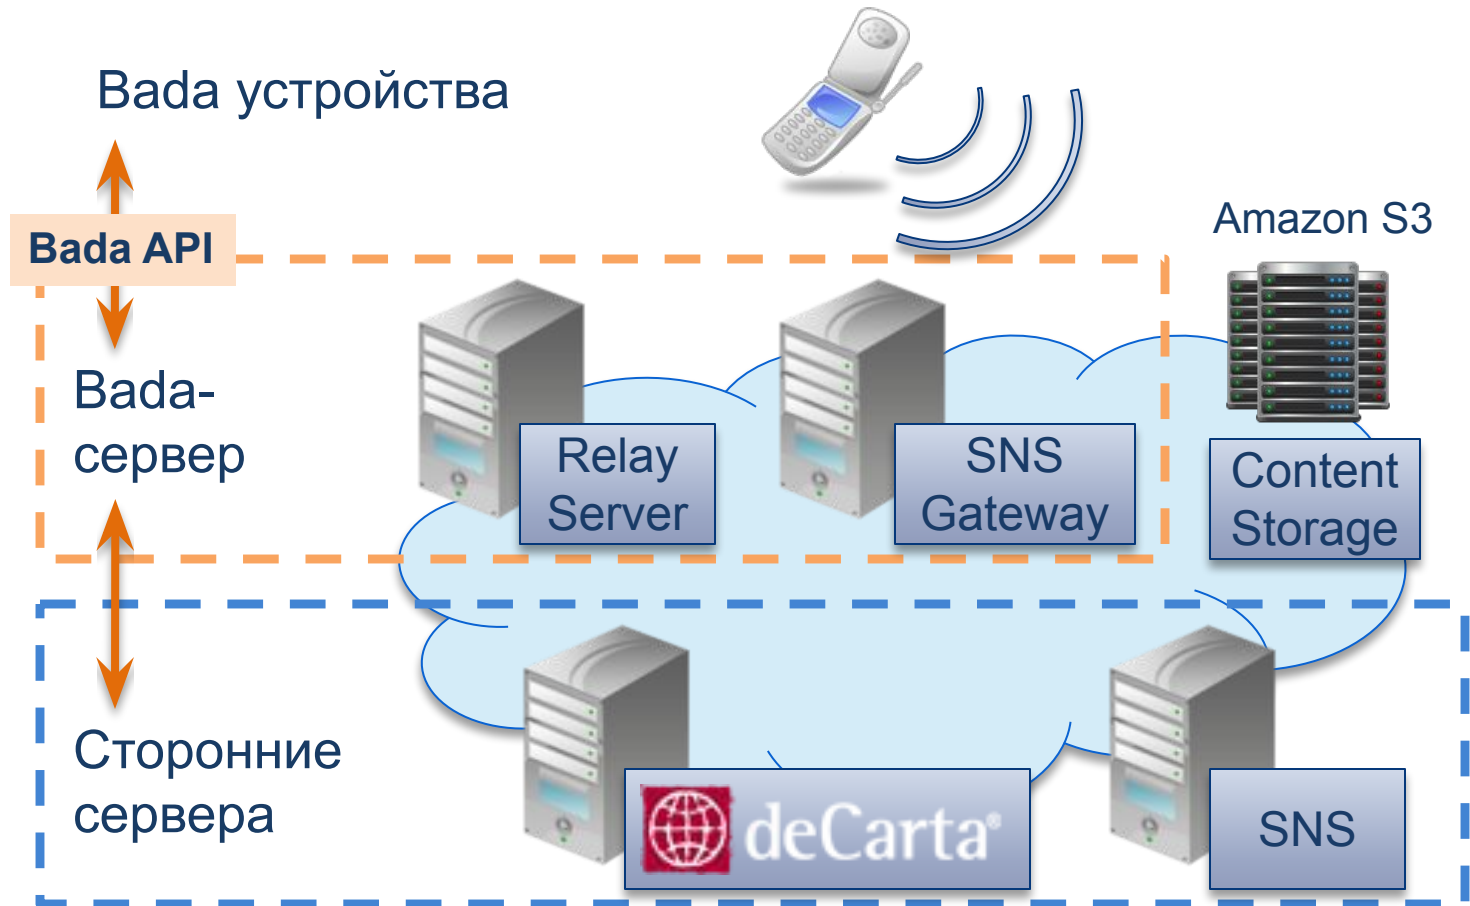 Bada устройства
Bada API
Amazon S3
Bada-
сервер
Relay
Server
SNS
Gateway
Content
Storage
Сторонние
сервера
deCarta®
SNS